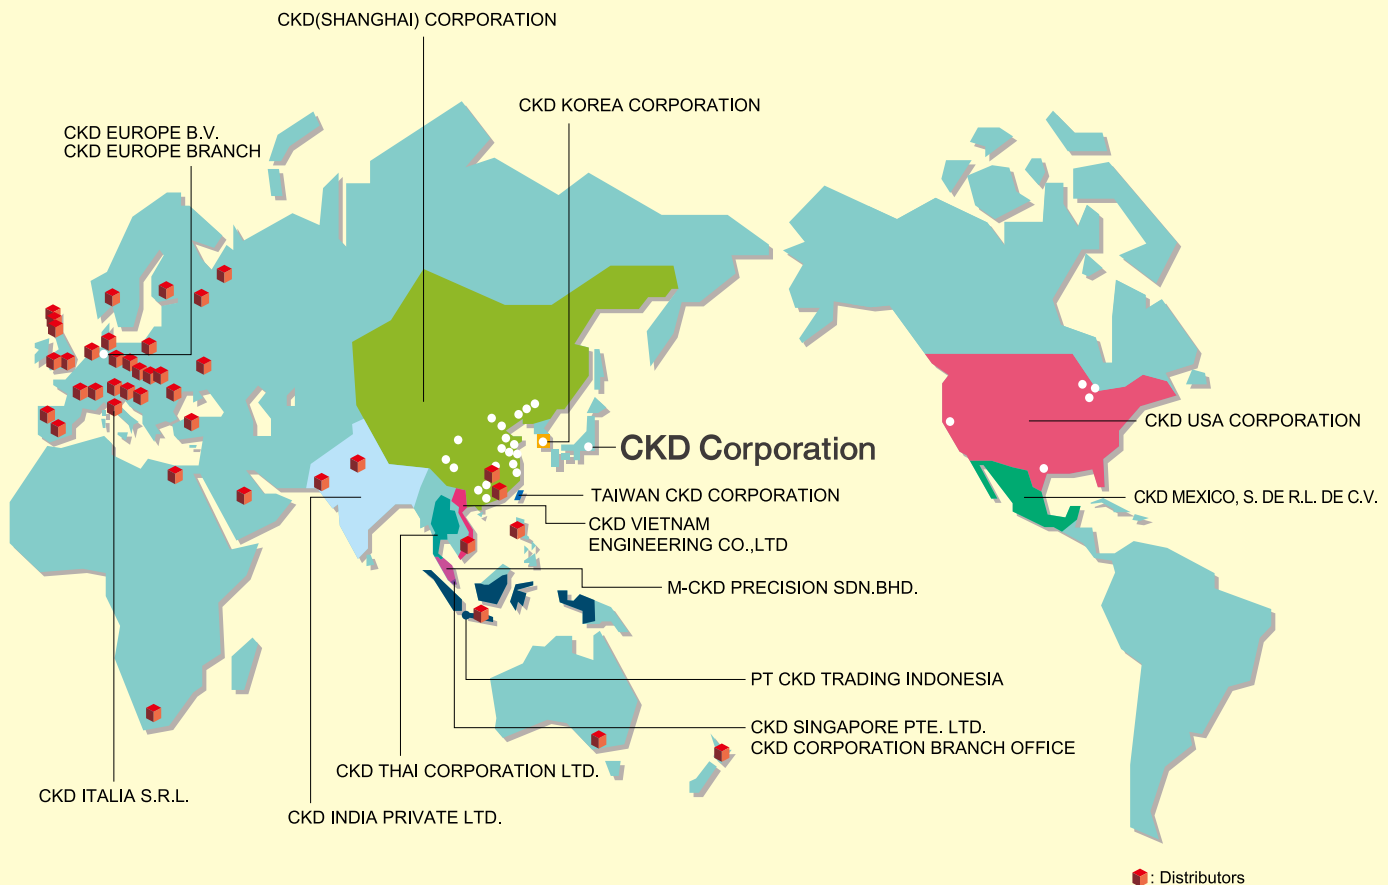 CKD(SHANGHAI) CORPORATION
CKD KOREA CORPORATION
CKD EUROPE B.V.
CKD EUROPE BRANCH
CKD USA CORPORATION
CKD Corporation
TAIWAN CKD CORPORATION
CKD MEXICO, S. DE R.L. DE C.V.
CKD VIETNAM
ENGINEERING CO.,LTD
M-CKD PRECISION SDN.BHD.
PT CKD TRADING INDONESIA
CKD SINGAPORE PTE. LTD.
CKD CORPORATION BRANCH OFFICE
CKD THAI CORPORATION LTD.
CKD ITALIA S.R.L.
CKD INDIA PRIVATE LTD.
: Distributors